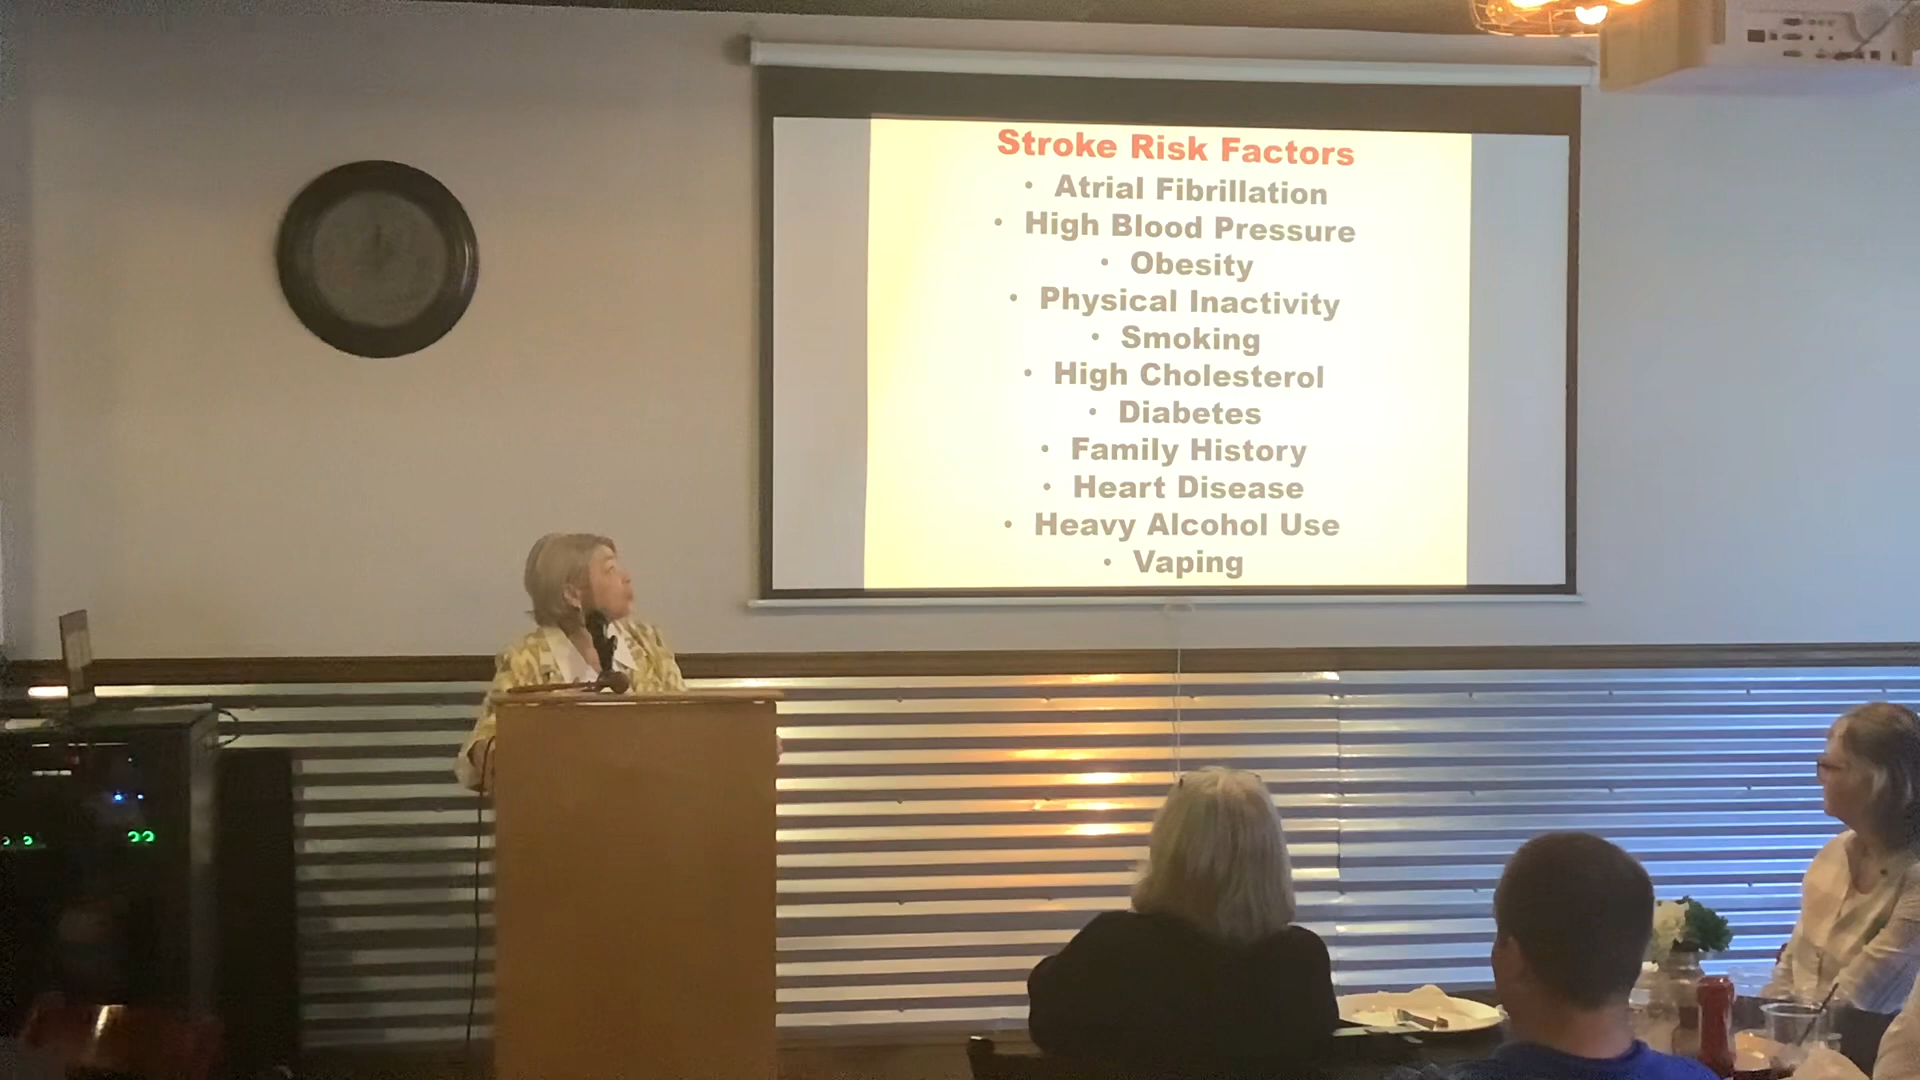 Stroke Risk Factors
• Atrial Fibrillation
• High Blood Pressure
• Obesity
• Physical Inactivity
• Smoking
• High Cholesterol
• Diabetes
• Family History
• Heart Disease
• Heavy Alcohol Use
• Vaping